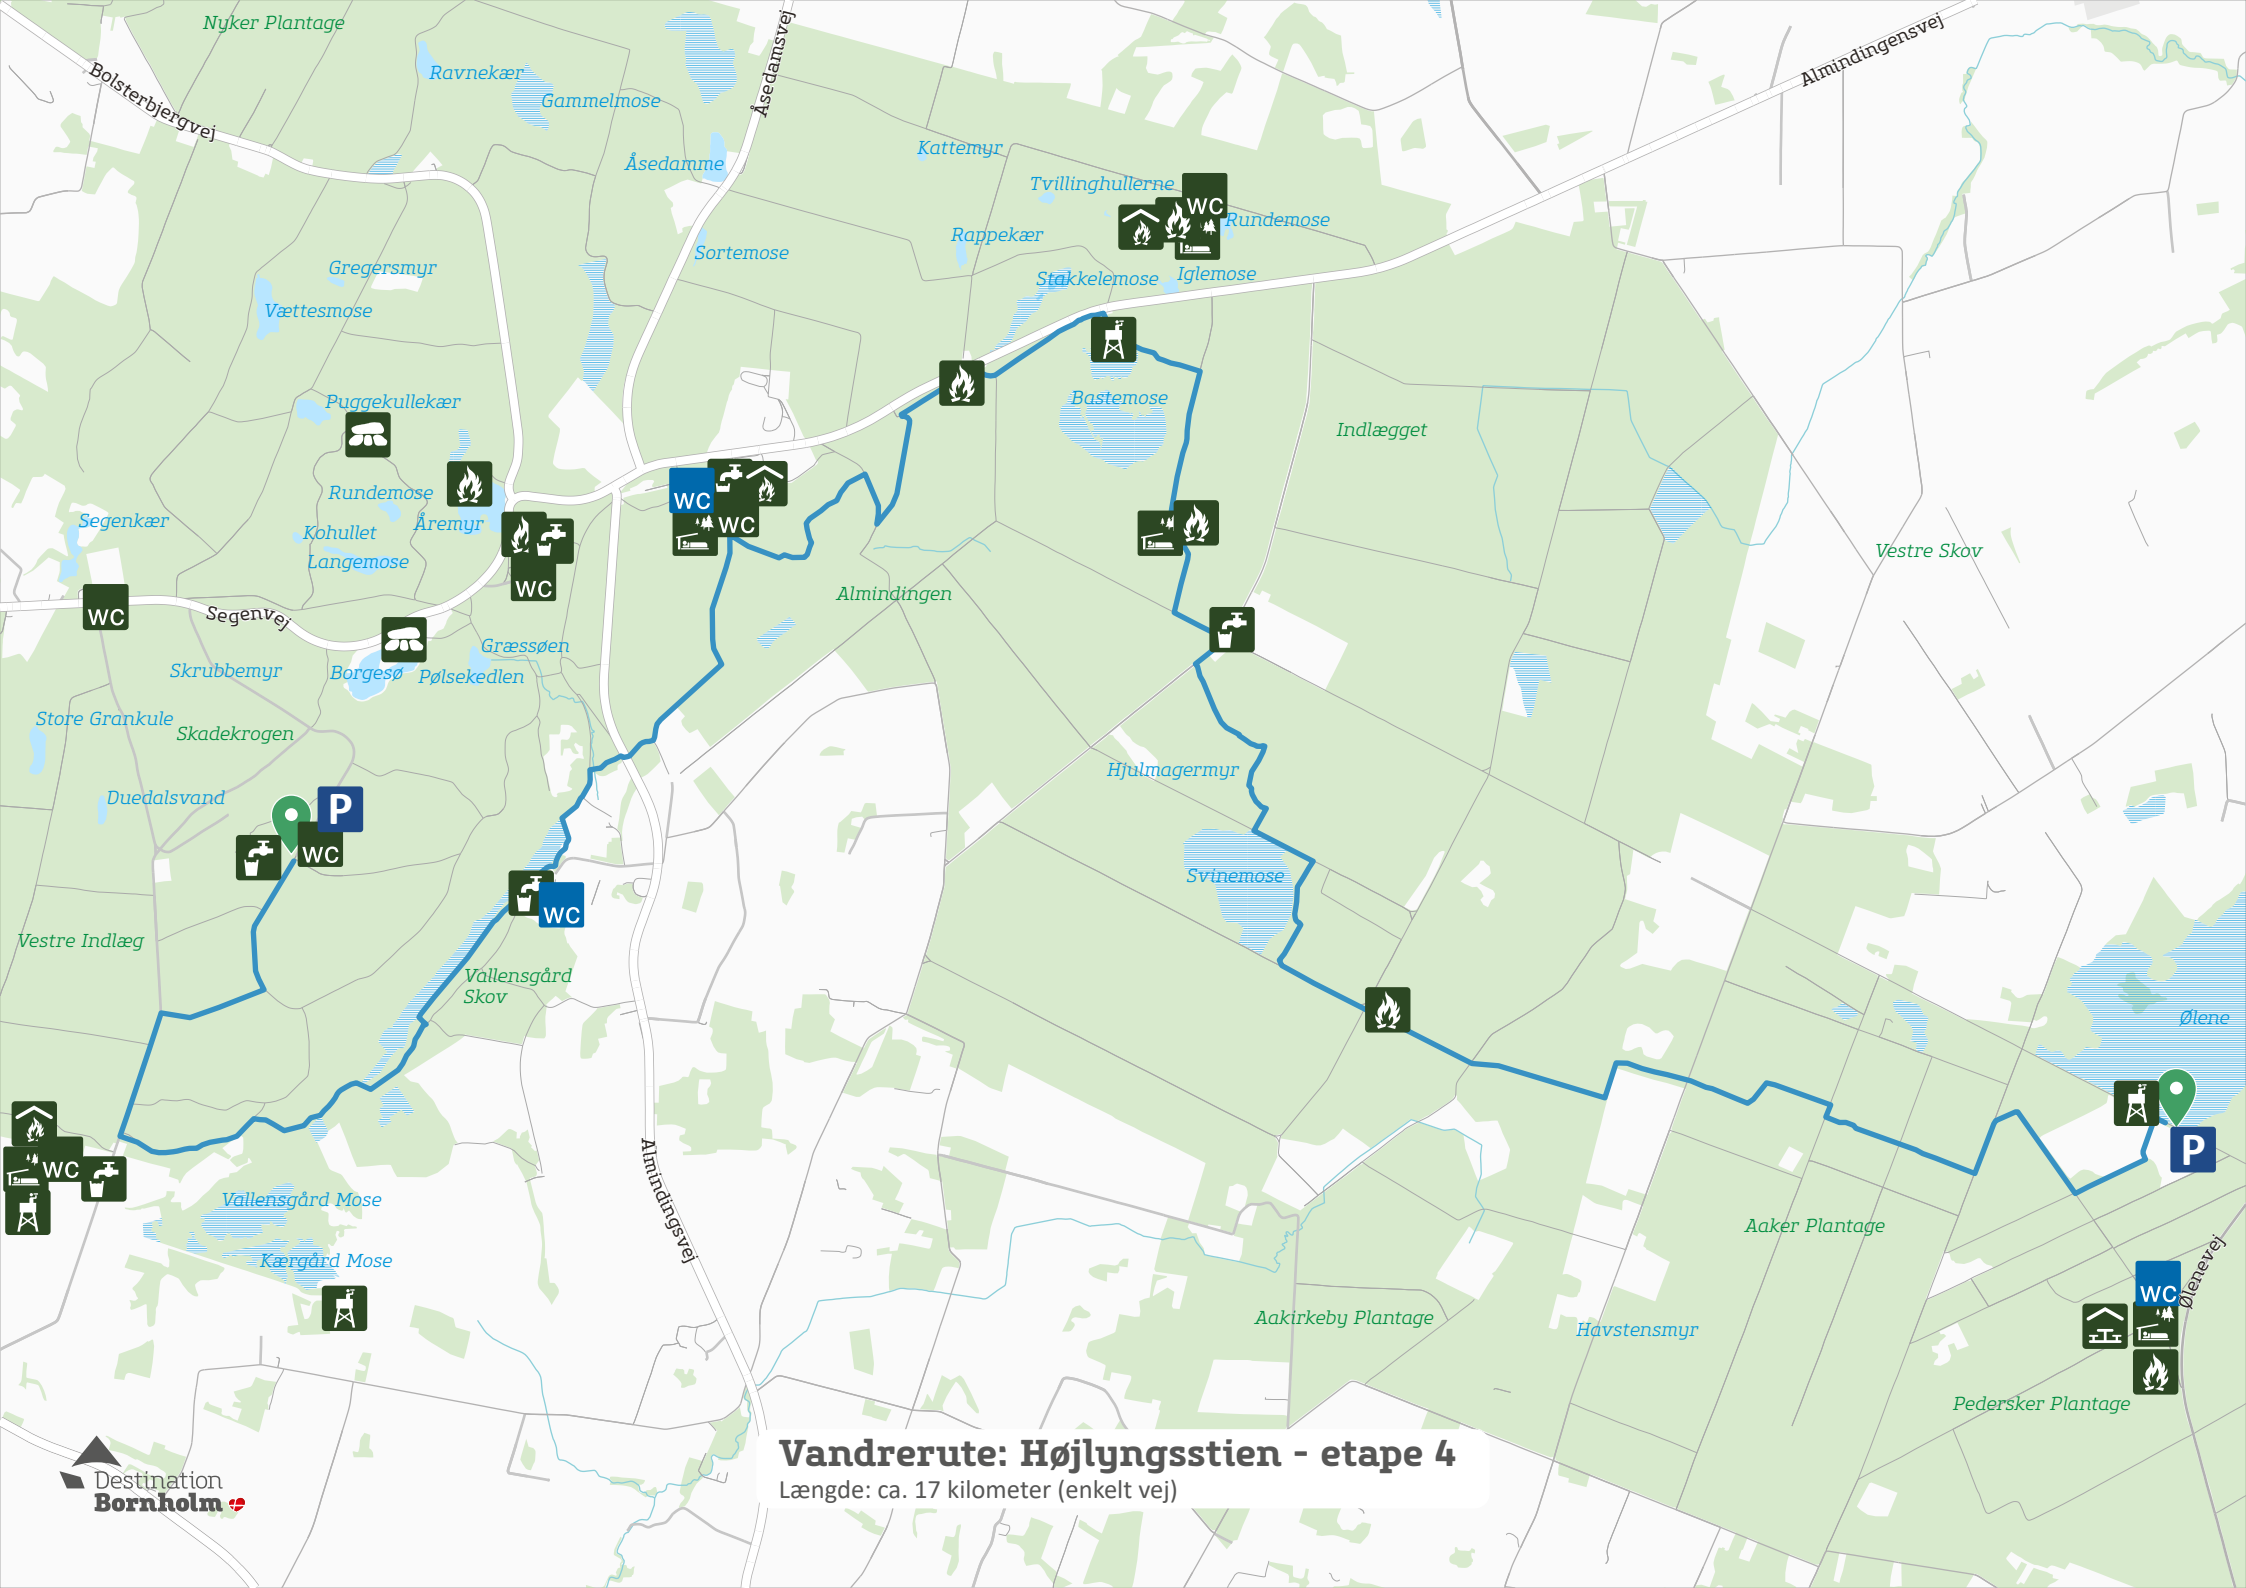 Nyker Plantage
Bolsterbjergvej
Ravnekær
Gammelmose
Åsedamsvej
Almindingensvej
Åsedamme
Kattemyr
Tvillinghullerne
WC
Rundemose
Rappekær
Sortemose
Stakkelemose
Iglemose
Gregersmyr
Vættesmose
Puggekullekær
Bastemose
Indlægget
Rundemose
Segenkær
Kohullet
Åremyr
Langemose
WC
WC
WC
Vestre Skov
Almindingen
WC
Segenvej
Græssøen
Skrubbemyr
Borgesø
Pølsekedlen
Store Grankule
Skadekrogen
Hjulmagermyr
Duedalsvand
P
WC
Svinemose
WC
Vestre Indlæg
Vallensgård
Skov
Ølene
P
WC
Vallensgård Mose
Kærgård Mose
Almindingsvej
Aaker Plantage
Ølenevej
WC
Aakirkeby Plantage
Havstensmyr
Pedersker Plantage
Vandrerute: Højlyngsstien - etape 4
Længde: ca. 17 kilometer (enkelt vej)
Destination
Bornholm